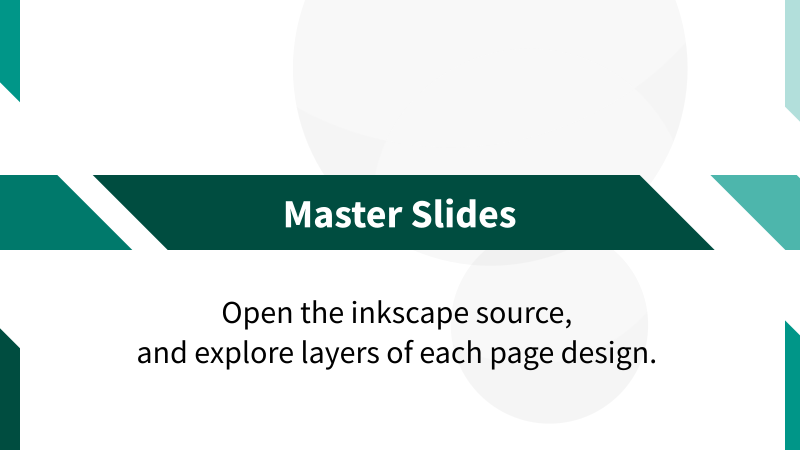 Master Slides
Open the inkscape source,
and explore layers of each page design.